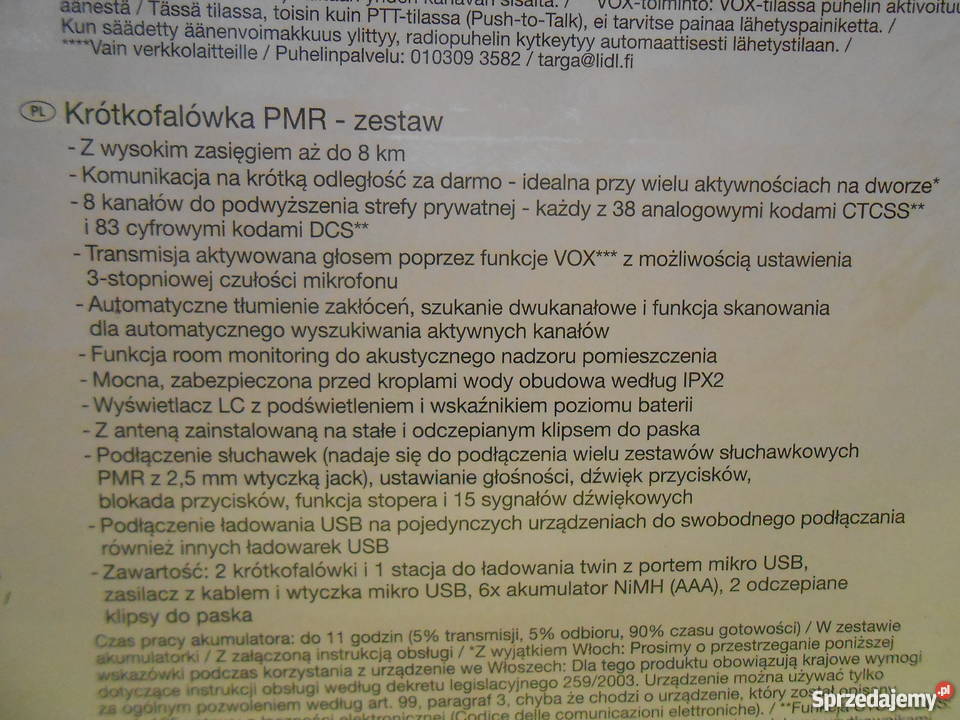 äänestä / Tässä tilassa, toisin kuin PTT-tilassa (Push-to-Talk), ei tarvitse painaa lähetyspainiketta. /
Kun säädetty äänenvoimakkuus ylittyy, radiopuhelin kytkeytyy automaattisesti lähetystilaan. /
****Vain verkkolaitteille / Puhelinpalvelu: 010309 3582 / targa@lidl.fi
PL Krótkofalówka PMR - zestaw
- Z wysokim zasięgiem aż do 8 km
- Komunikacja na krótką odległość za darmo - idealna przy wielu aktywnościach na dworze*
- 8 kanałów do podwyższenia strefy prywatnej - każdy z 38 analogowymi kodami CTCSS**
i 83 cyfrowymi kodami DCS**
- Transmisja aktywowana głosem poprzez funkcje VOX*** z możliwością ustawienia
3-stopniowej czułości mikrofonu
- Automatyczne tłumienie zakłóceń, szukanie dwukanałowe i funkcja skanowania
dla automatycznego wyszukiwania aktywnych kanałów
- Funkcja room monitoring do akustycznego nadzoru pomieszczenia
- Mocna, zabezpieczona przed kroplami wody obudowa według IPX2
- Wyświetlacz LC z podświetleniem i wskaźnikiem poziomu baterii
- Z anteną zainstalowaną na stałe i odczepianym klipsem do paska
- Podłączenie słuchawek (nadaje się do podłączenia wielu zestawów słuchawkowych
PMR z 2,5 mm wtyczką jack), ustawianie głośności, dźwięk przycisków,
blokada przycisków, funkcja stopera i 15 sygnałów dźwiękowych
- Podłączenie ładowania USB na pojedynczych urządzeniach do swobodnego podłączania
również innych ładowarek USB
- Zawartość: 2 krótkofalówki i 1 stacja do ładowania twin z portem mikro USB,
zasilacz z kablem i wtyczka mikro USB, 6x akumulator NiMH (AAA), 2 odczepiane
klipsy do paska
Czas pracy akumulatora: do 11 godzin (5% transmisji, 5% odbioru, 90% czasu gotowości) / W zestawie
akumulatorki / Z załączoną instrukcją obsługi / *Z wyjątkiem Włoch: Prosimy o przestrzeganie poniższej
wskazówki podczas korzystania z urządzenie we Włoszech: Dla tego produktu obowiązują krajowe wymogi
dotyczące instrukcji obsługi według dekretu legislacyjnego 259/2003. Urządzenie można używać tylko
za ogólnym pozwoleniem według art. 99, paragraf 3, chyba że chodzi o urządzenie, który został opisany
elektronicznej (Codice delle comunicazioni elettroniche). / **Funkcja
Sprzedajemy.pl